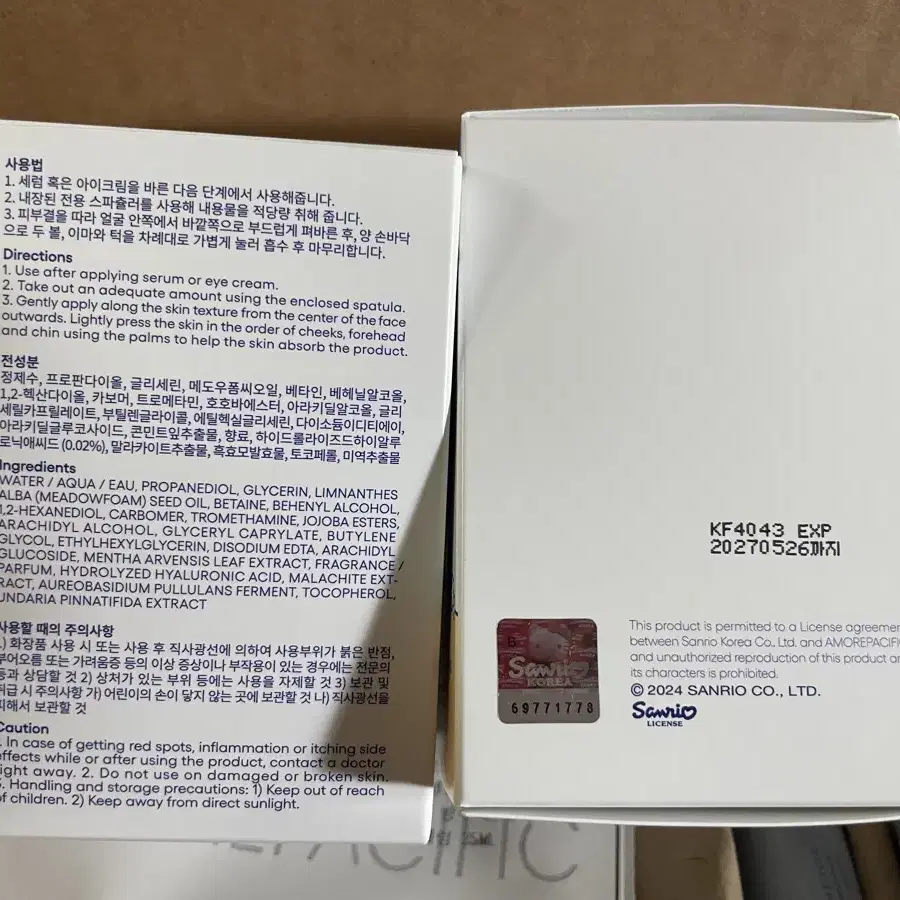 사용법
1. 세럼 혹은 아이크림을 바른 다음 단계에서 사용해줍니다.
2. 내장된 전용 스파츌러를 사용해 내용물을 적당량 취해 줍니다.
3. 피부결을 따라 얼굴 안쪽에서 바깥쪽으로 부드럽게 펴바른 후, 양 손바닥
으로 두 볼, 이마와 턱을 차례대로 가볍게 눌러 흡수 후 마무리합니다.
Directions
1. Use after applying serum or eye cream.
2. Take out an adequate amount using the enclosed spatula.
3. Gently apply along the skin texture from the center of the face
outwards. Lightly press the skin in the order of cheeks, forehead
and chin using the palms to help the skin absorb the product.
전성분
정제수, 프로판다이올, 글리세린, 메도우폼씨오일, 베타인, 베헤닐알코올,
1,2-헥산다이올, 카보머, 트로메타민, 호호바에스터, 아라키딜알코올, 글리
세릴카프릴레이트, 부틸렌글라이콜, 에틸헥실글리세린, 다이소듐이디티에이,
아라키딜글루코사이드, 콘민트잎추출물, 향료, 하이드롤라이즈드하이알루
로닉애씨드 (0.02%), 말라카이트추출물, 흑효모발효물, 토코페롤, 미역추출물
Ingredients
WATER / AQUA / EAU, PROPANEDIOL, GLYCERIN, LIMNANTHES
ALBA (MEADOWFOAM) SEED OIL, BETAINE, BEHENYL ALCOHOL,
1,2-HEXANEDIOL, CARBOMER, TROMETHAMINE, JOJOBA ESTERS,
ARACHIDYL ALCOHOL, GLYCERYL CAPRYLATE, BUTYLENE
GLYCOL, ETHYLHEXYLGLYCERIN, DISODIUM EDTA, ARACHIDYL
GLUCOSIDE, MENTHA ARVENSIS LEAF EXTRACT, FRAGRANCE /
PARFUM, HYDROLYZED HYALURONIC ACID, MALACHITE EXT-
RACT, AUREOBASIDIUM PULLULANS FERMENT, TOCOPHEROL,
UNDARIA PINNATIFIDA EXTRACT
사용할 때의 주의사항
1) 화장품 사용 시 또는 사용 후 직사광선에 의하여 사용부위가 붉은 반점,
부어오름 또는 가려움증 등의 이상 증상이나 부작용이 있는 경우에는 전문의
등과 상담할 것 2) 상처가 있는 부위 등에는 사용을 자제할 것 3) 보관 및
취급 시 주의사항 가) 어린이의 손이 닿지 않는 곳에 보관할 것 나) 직사광선을
피해서 보관할 것
Caution
. In case of getting red spots, inflammation or itching side
effects while or after using the product, contact a doctor
right away. 2. Do not use on damaged or broken skin.
3. Handling and storage precautions: 1) Keep out of reach
of children. 2) Keep away from direct sunlight.
KF4043 EXP
20270526까지
B
Sanrio
KOREA
69771778
This product is permitted to a License agreeme
between Sanrio Korea Co., Ltd. and AMOREPACIFI
and unauthorized reproduction of this product a
its characters is prohibited.
© 2024 SANRIO CO., LTD.
Sanrio
LICENSE
PACIFIC